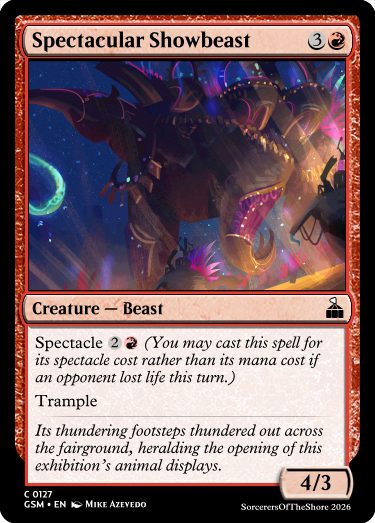 Spectacular Showbeast 3
Creature — Beast
Spectacle 2 (You may cast this spell for
its spectacle cost rather than its mana cost if
an opponent lost life this turn.)
Trample
Its thundering footsteps thundered out across
the fairground, heralding the opening of this
exhibition's animal displays.
4/3
C 0127
GSM • EN Mike Azevedo
SorcerersOfTheShore 2026